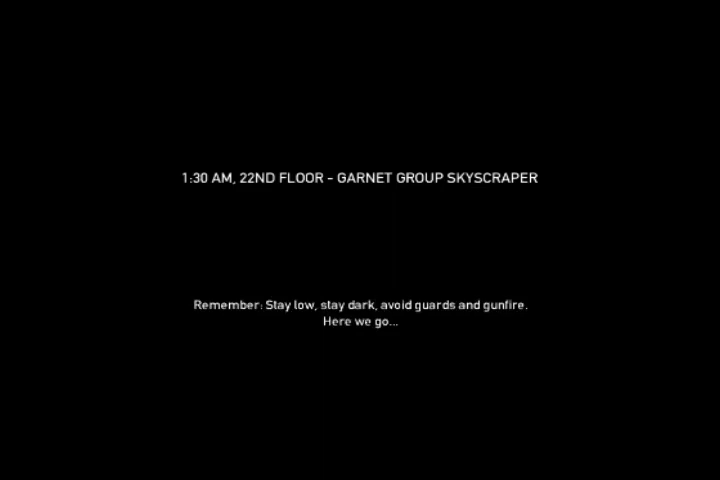 1:30 AM, 22ND FLOOR - GARNET GROUP SKYSCRAPER
Remember: Stay low, stay dark, avoid guards and gunfire.
Here we go...